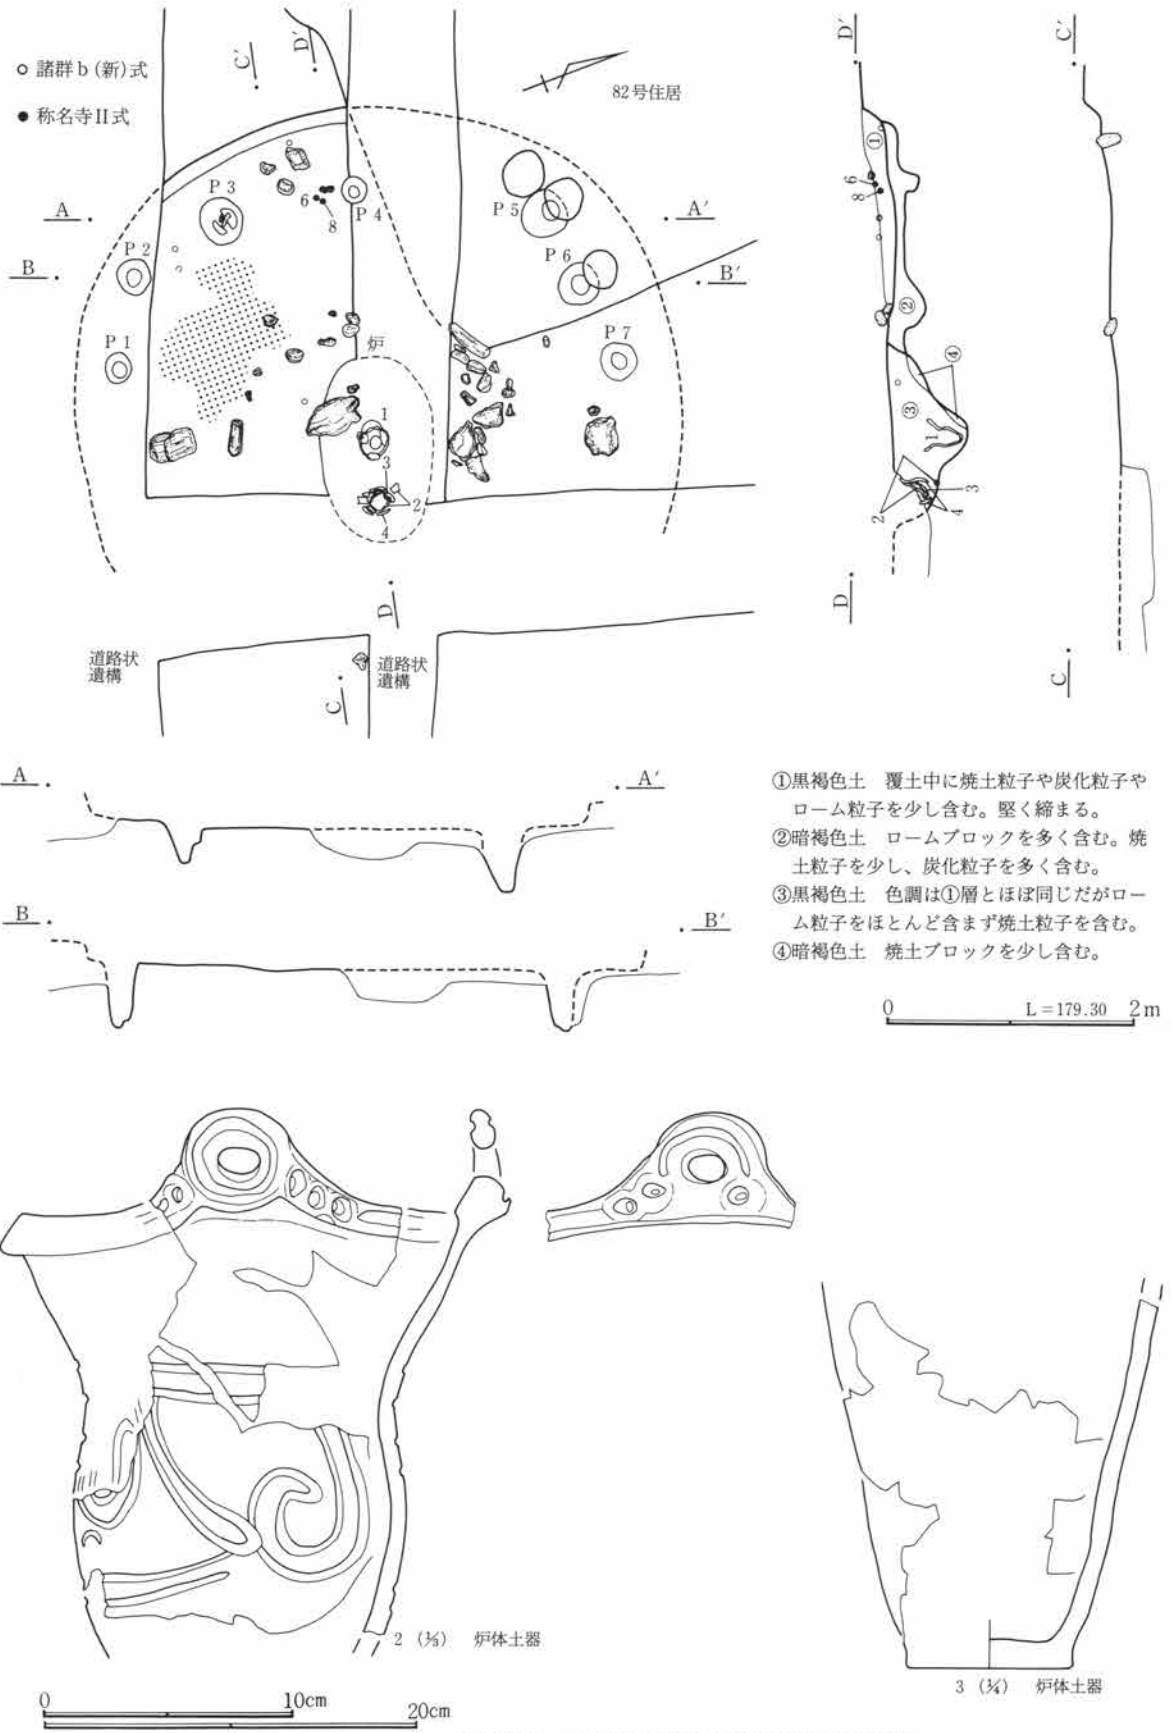 ○ 諸群b(新)式
● 称名寺II式
C′
D′
82号住居
A
A′
B
B′
P 1
P 2
P 3
P 4
P 5
P 6
P 7
6
8
炉
1
3
2
4
D
道路状
遺構
道路状
遺構
C
D′
①
6
8
②
④
③
1
2
3
4
D
C′
C
A
A′
B
B′
①黒褐色土 覆土中に焼土粒子や炭化粒子や
ローム粒子を少し含む。堅く締まる。
②暗褐色土 ロームブロックを多く含む。焼
土粒子を少し、炭化粒子を多く含む。
③黒褐色土 色調は①層とほぼ同じだがロー
ム粒子をほとんど含まず焼土粒子を含む。
④暗褐色土 焼土ブロックを少し含む。
0 L=179.30 2m
2 (⅓) 炉体土器
3 (¼) 炉体土器
0 10cm
20cm